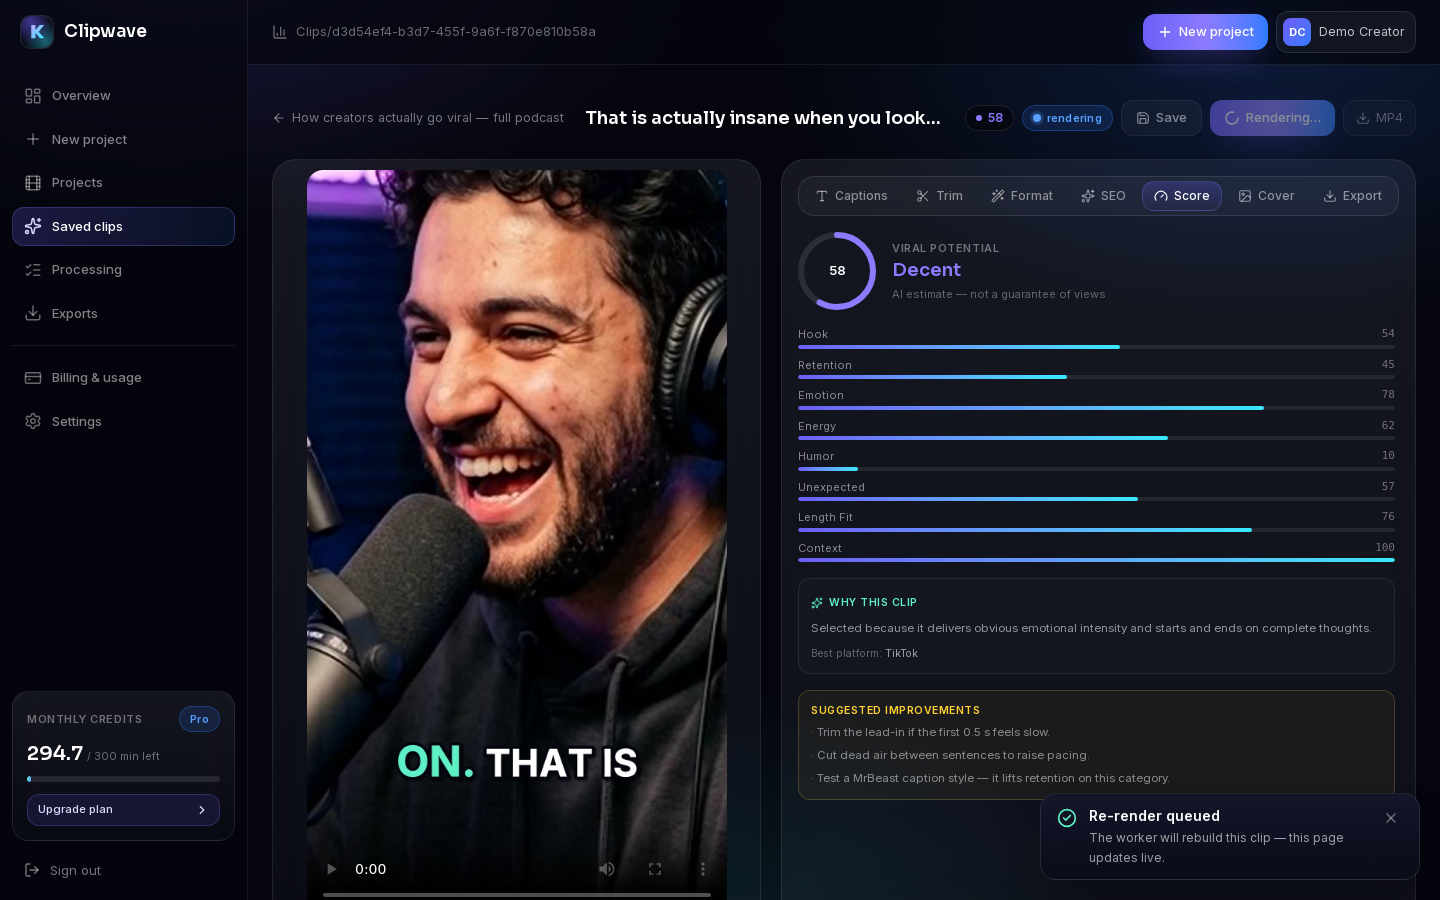 K Clipwave
Clips/d3d54ef4-b3d7-455f-9a6f-f870e810b58a
New project
DC Demo Creator
Overview
New project
Projects
Saved clips
Processing
Exports
Billing & usage
Settings
MONTHLY CREDITS Pro
294.7 / 300 min left
Upgrade plan
Sign out
How creators actually go viral — full podcast
That is actually insane when you look...
58
rendering
Save
Rendering...
MP4
ON. THAT IS
0:00
Captions Trim Format SEO Score Cover Export
58
VIRAL POTENTIAL
Decent
AI estimate — not a guarantee of views
Hook 54
Retention 45
Emotion 78
Energy 62
Humor 10
Unexpected 57
Length Fit 76
Context 100
WHY THIS CLIP
Selected because it delivers obvious emotional intensity and starts and ends on complete thoughts.
Best platform: TikTok
SUGGESTED IMPROVEMENTS
· Trim the lead-in if the first 0.5 s feels slow.
· Cut dead air between sentences to raise pacing.
· Test a MrBeast caption style — it lifts retention on this category.
Re-render queued
The worker will rebuild this clip — this page
updates live.